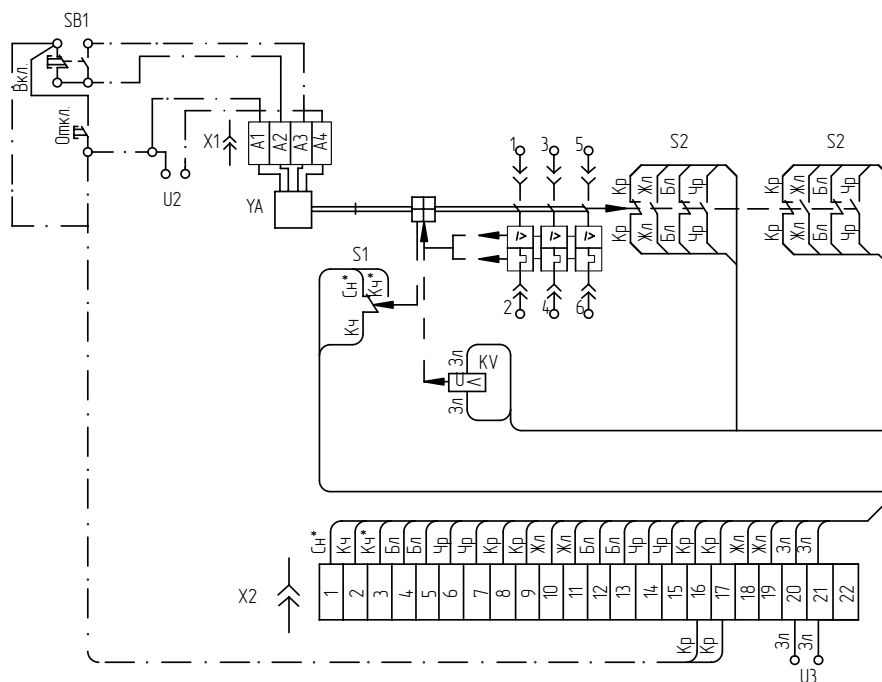 SB1
Вкл.
Откл.
X1
A1 A2 A3 A4
U2
YA
1 3 5
2 4 6
I> I> I>
S2
Кр Жл Бл Чр
Кр Жл Бл Чр
S2
Кр Жл Бл Чр
Кр Жл Бл Чр
S1
Сн* Кч*
Кч
Зл
KV
U<
Зл
Сн* Кч Кч* Бл Бл Чр Чр Кр Кр Жл Жл Бл Бл Чр Чр Кр Кр Жл Жл Зл Зл
X2
1 2 3 4 5 6 7 8 9 10 11 12 13 14 15 16 17 18 19 20 21 22
Кр Кр Зл Зл
U3